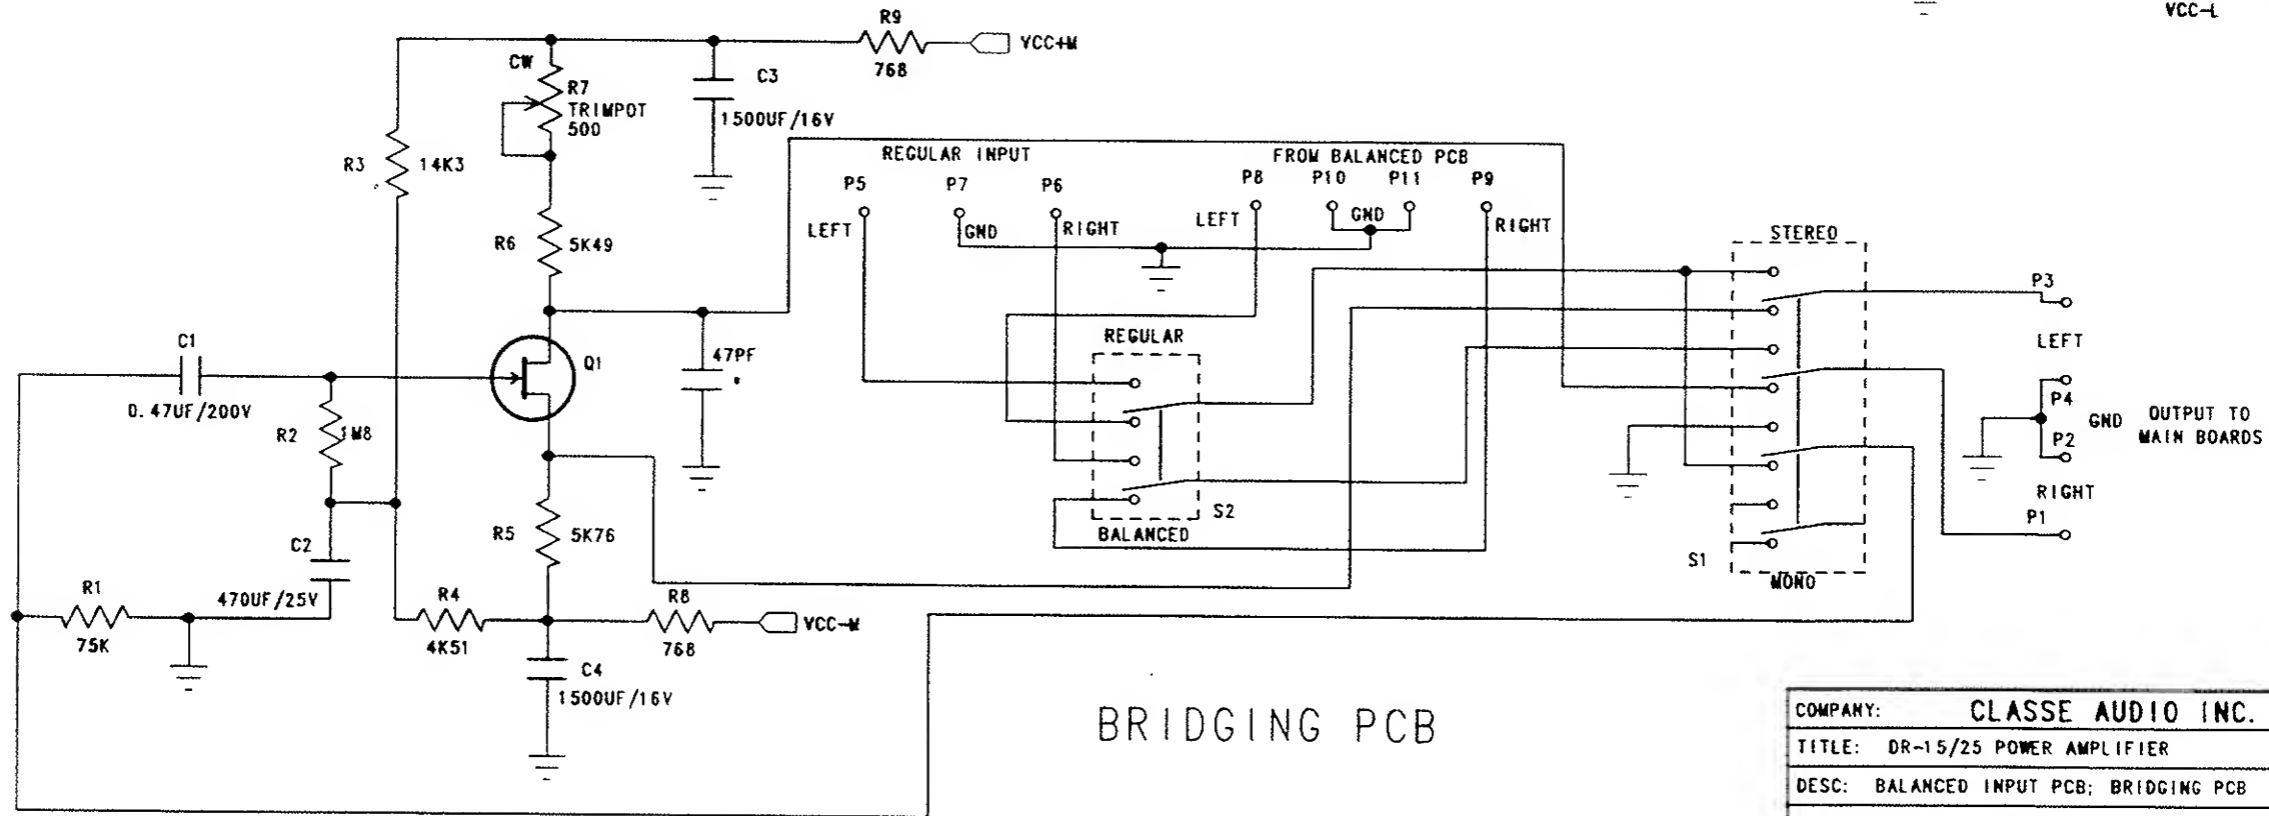 VCC-L
R9
VCC+M
768
CW
R7
TRIMPOT
500
C3
1500UF/16V
R3
14K3
REGULAR INPUT
FROM BALANCED PCB
P5
P7
P6
P8
P10
P11
P9
LEFT
GND
RIGHT
LEFT
GND
RIGHT
R6
5K49
STEREO
P3
C1
0.47UF/200V
Q1
47PF
REGULAR
LEFT
R2
1M8
P4
GND
OUTPUT TO
MAIN BOARDS
P2
RIGHT
P1
R5
5K76
S2
BALANCED
C2
470UF/25V
S1
MONO
R1
75K
R4
4K51
R8
768
VCC-M
C4
1500UF/16V
BRIDGING PCB
COMPANY: CLASSE AUDIO INC.
TITLE: DR-15/25 POWER AMPLIFIER
DESC: BALANCED INPUT PCB; BRIDGING PCB